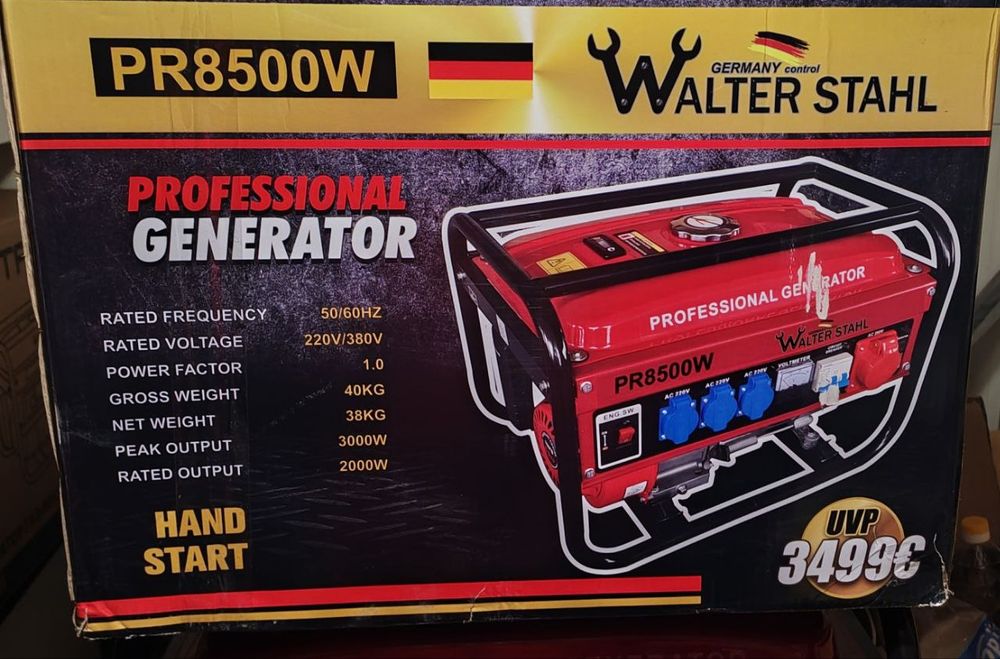 PR8500W
GERMANY control
WALTER STAHL
PROFESSIONAL
GENERATOR
RATED FREQUENCY 50/60HZ
RATED VOLTAGE 220V/380V
POWER FACTOR 1.0
GROSS WEIGHT 40KG
NET WEIGHT 38KG
PEAK OUTPUT 3000W
RATED OUTPUT 2000W
HAND
START
PROFESSIONAL GENERATOR
WALTER STAHL
PR8500W
AC 220V
AC 220V
AC 220V
VOLTMETER
ENG.SW
UVP
3499€